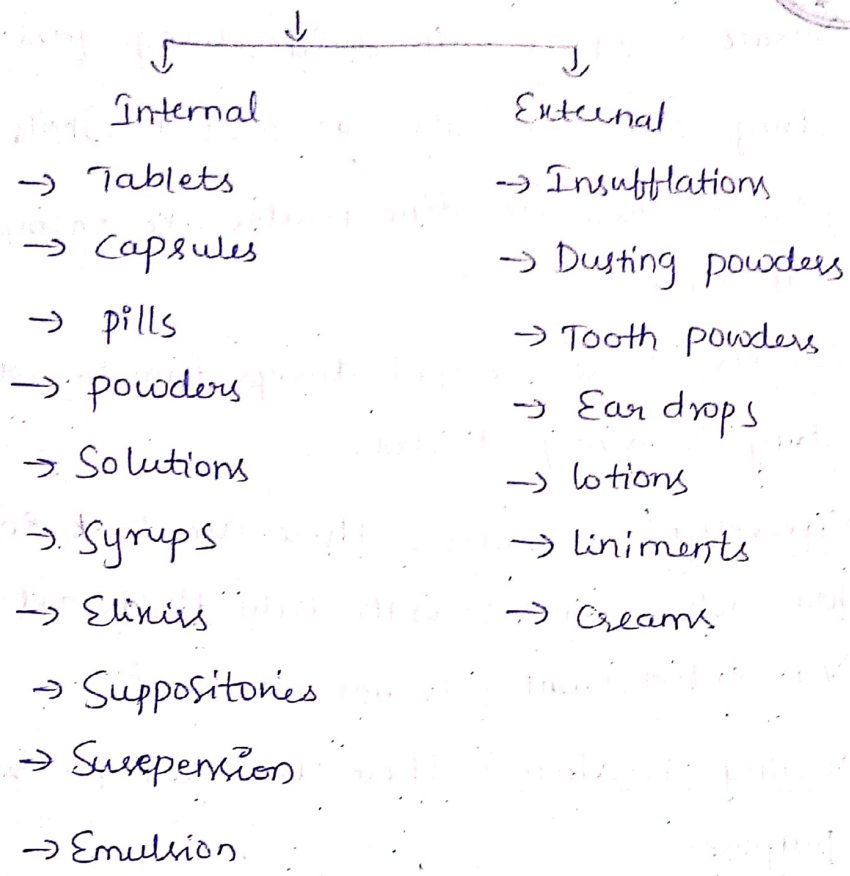 Internal
→ Tablets
→ Capsules
→ pills
→ powders
→ Solutions
→ Syrups
→ Elixirs
→ Suppositories
→ Susepension
→ Emulsion
External
→ Insufflations
→ Dusting powders
→ Tooth powders
→ Ear drops
→ lotions
→ liniments
→ Creams